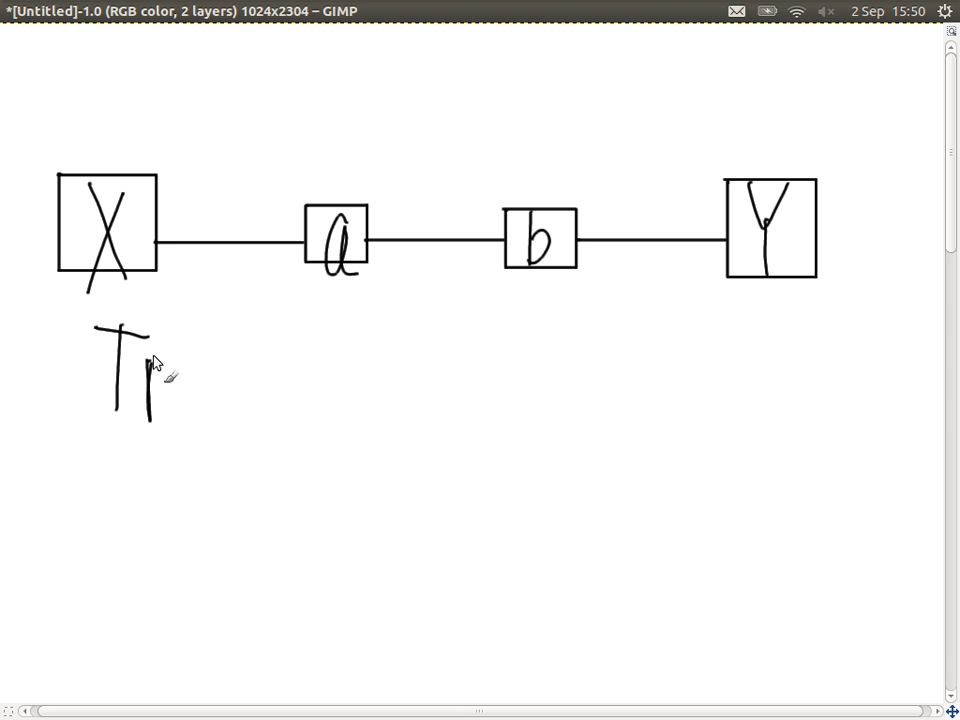 *[Untitled]-1.0 (RGB color, 2 layers) 1024x2304 – GIMP
2 Sep 15:50
X a b Y